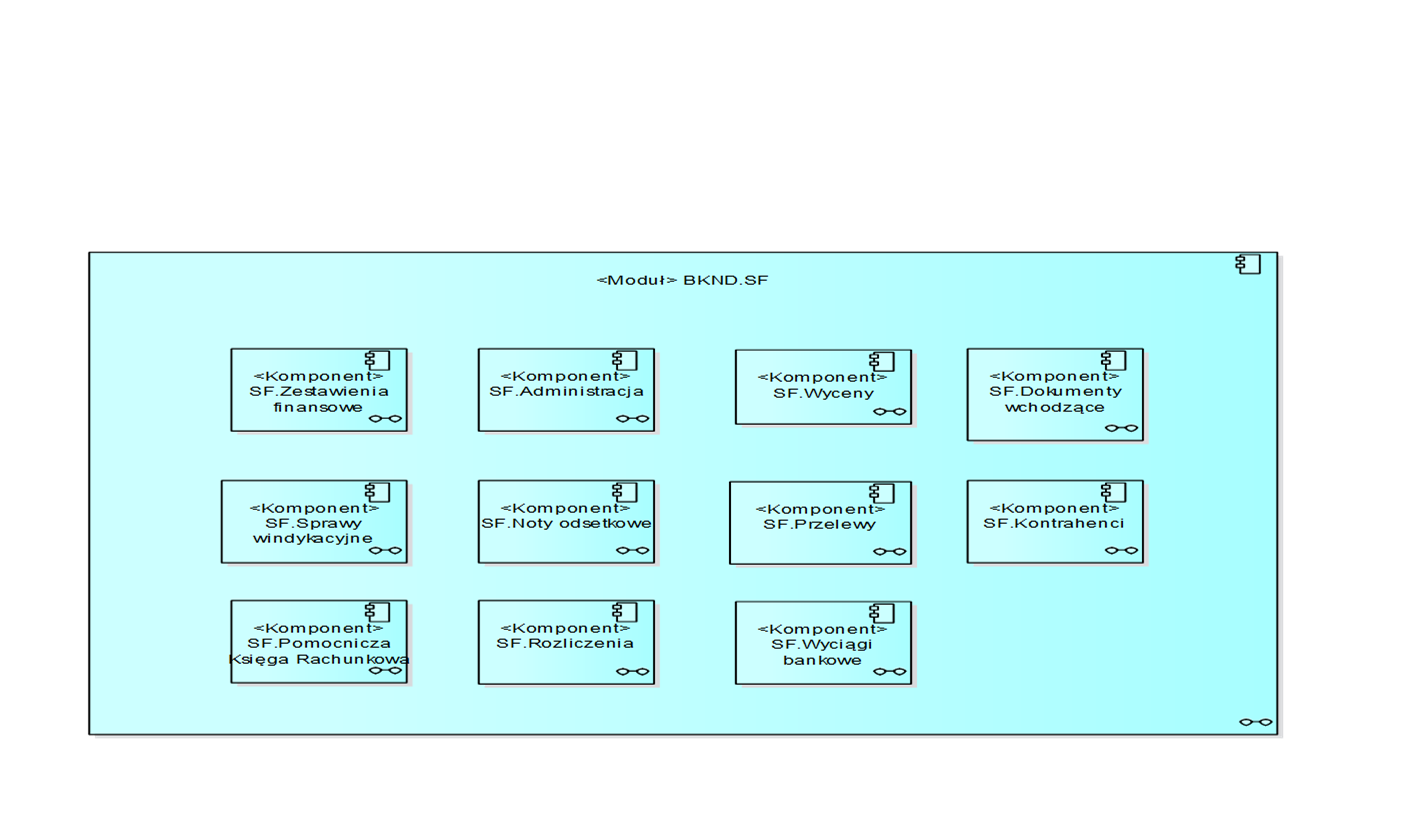 <Moduł> BKND.SF
<Komponent>
SF.Zestawienia
finansowe
<Komponent>
SF.Administracja
<Komponent>
SF.Wyceny
<Komponent>
SF.Dokumenty
wchodzące
<Komponent>
SF.Sprawy
windykacyjne
<Komponent>
SF.Noty odsetkowe
<Komponent>
SF.Przelewy
<Komponent>
SF.Kontrahenci
<Komponent>
SF.Pomocnicza
Księga Rachunkowa
<Komponent>
SF.Rozliczenia
<Komponent>
SF.Wyciągi
bankowe